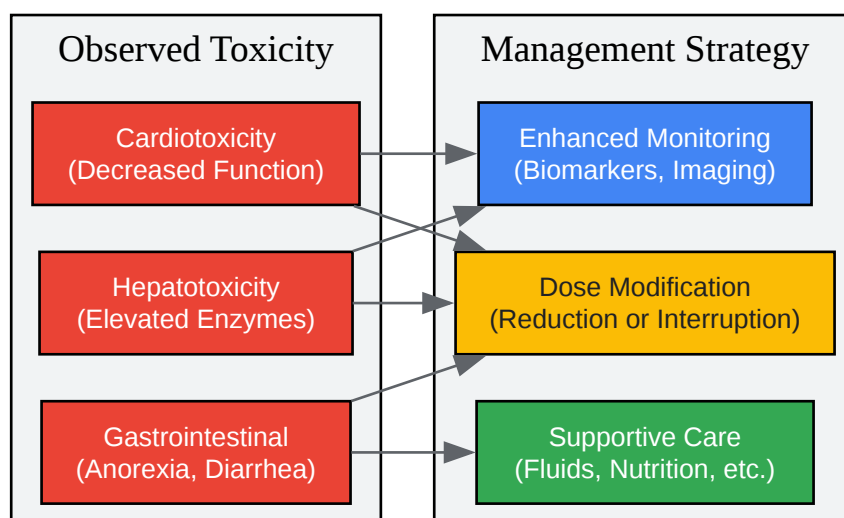 Observed Toxicity
Cardiotoxicity
(Decreased Function)
Hepatotoxicity
(Elevated Enzymes)
Gastrointestinal
(Anorexia, Diarrhea)
Management Strategy
Enhanced Monitoring
(Biomarkers, Imaging)
Dose Modification
(Reduction or Interruption)
Supportive Care
(Fluids, Nutrition, etc.)